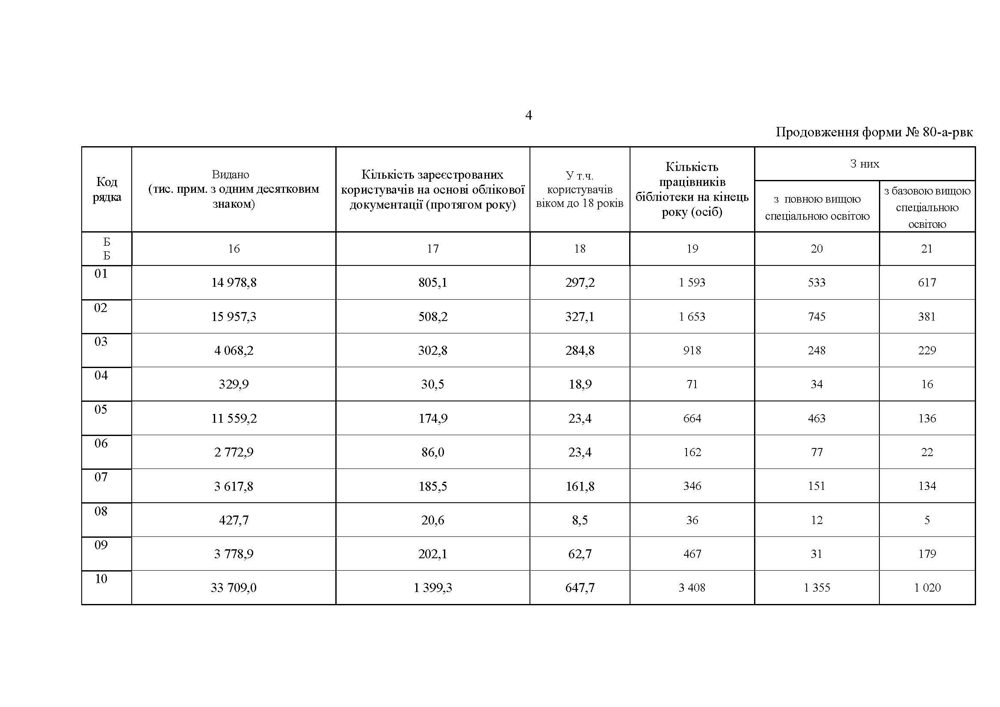 4
Продовження форми № 80-а-рвк
Код
рядка
Видано
(тис. прим. з одним десятковим
знаком)
Кількість зареєстрованих
користувачів на основі облікової
документації (протягом року)
У т.ч.
користувачів
віком до 18 років
Кількість
працівників
бібліотеки на кінець
року (осіб)
З них
з повною вищою
спеціальною освітою
з базовою вищою
спеціальною
освітою
Б
Б
16 17 18 19 20 21
01 14 978,8 805,1 297,2 1 593 533 617
02 15 957,3 508,2 327,1 1 653 745 381
03 4 068,2 302,8 284,8 918 248 229
04 329,9 30,5 18,9 71 34 16
05 11 559,2 174,9 23,4 664 463 136
06 2 772,9 86,0 23,4 162 77 22
07 3 617,8 185,5 161,8 346 151 134
08 427,7 20,6 8,5 36 12 5
09 3 778,9 202,1 62,7 467 31 179
10 33 709,0 1 399,3 647,7 3 408 1 355 1 020